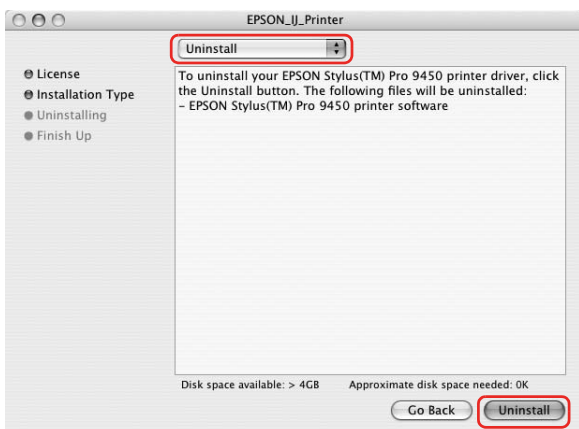 EPSON_IJ_Printer
Uninstall
License
Installation Type
Uninstalling
Finish Up
To uninstall your EPSON Stylus(TM) Pro 9450 printer driver, click
the Uninstall button. The following files will be uninstalled:
– EPSON Stylus(TM) Pro 9450 printer software
Disk space available: > 4GB Approximate disk space needed: 0K
Go Back Uninstall